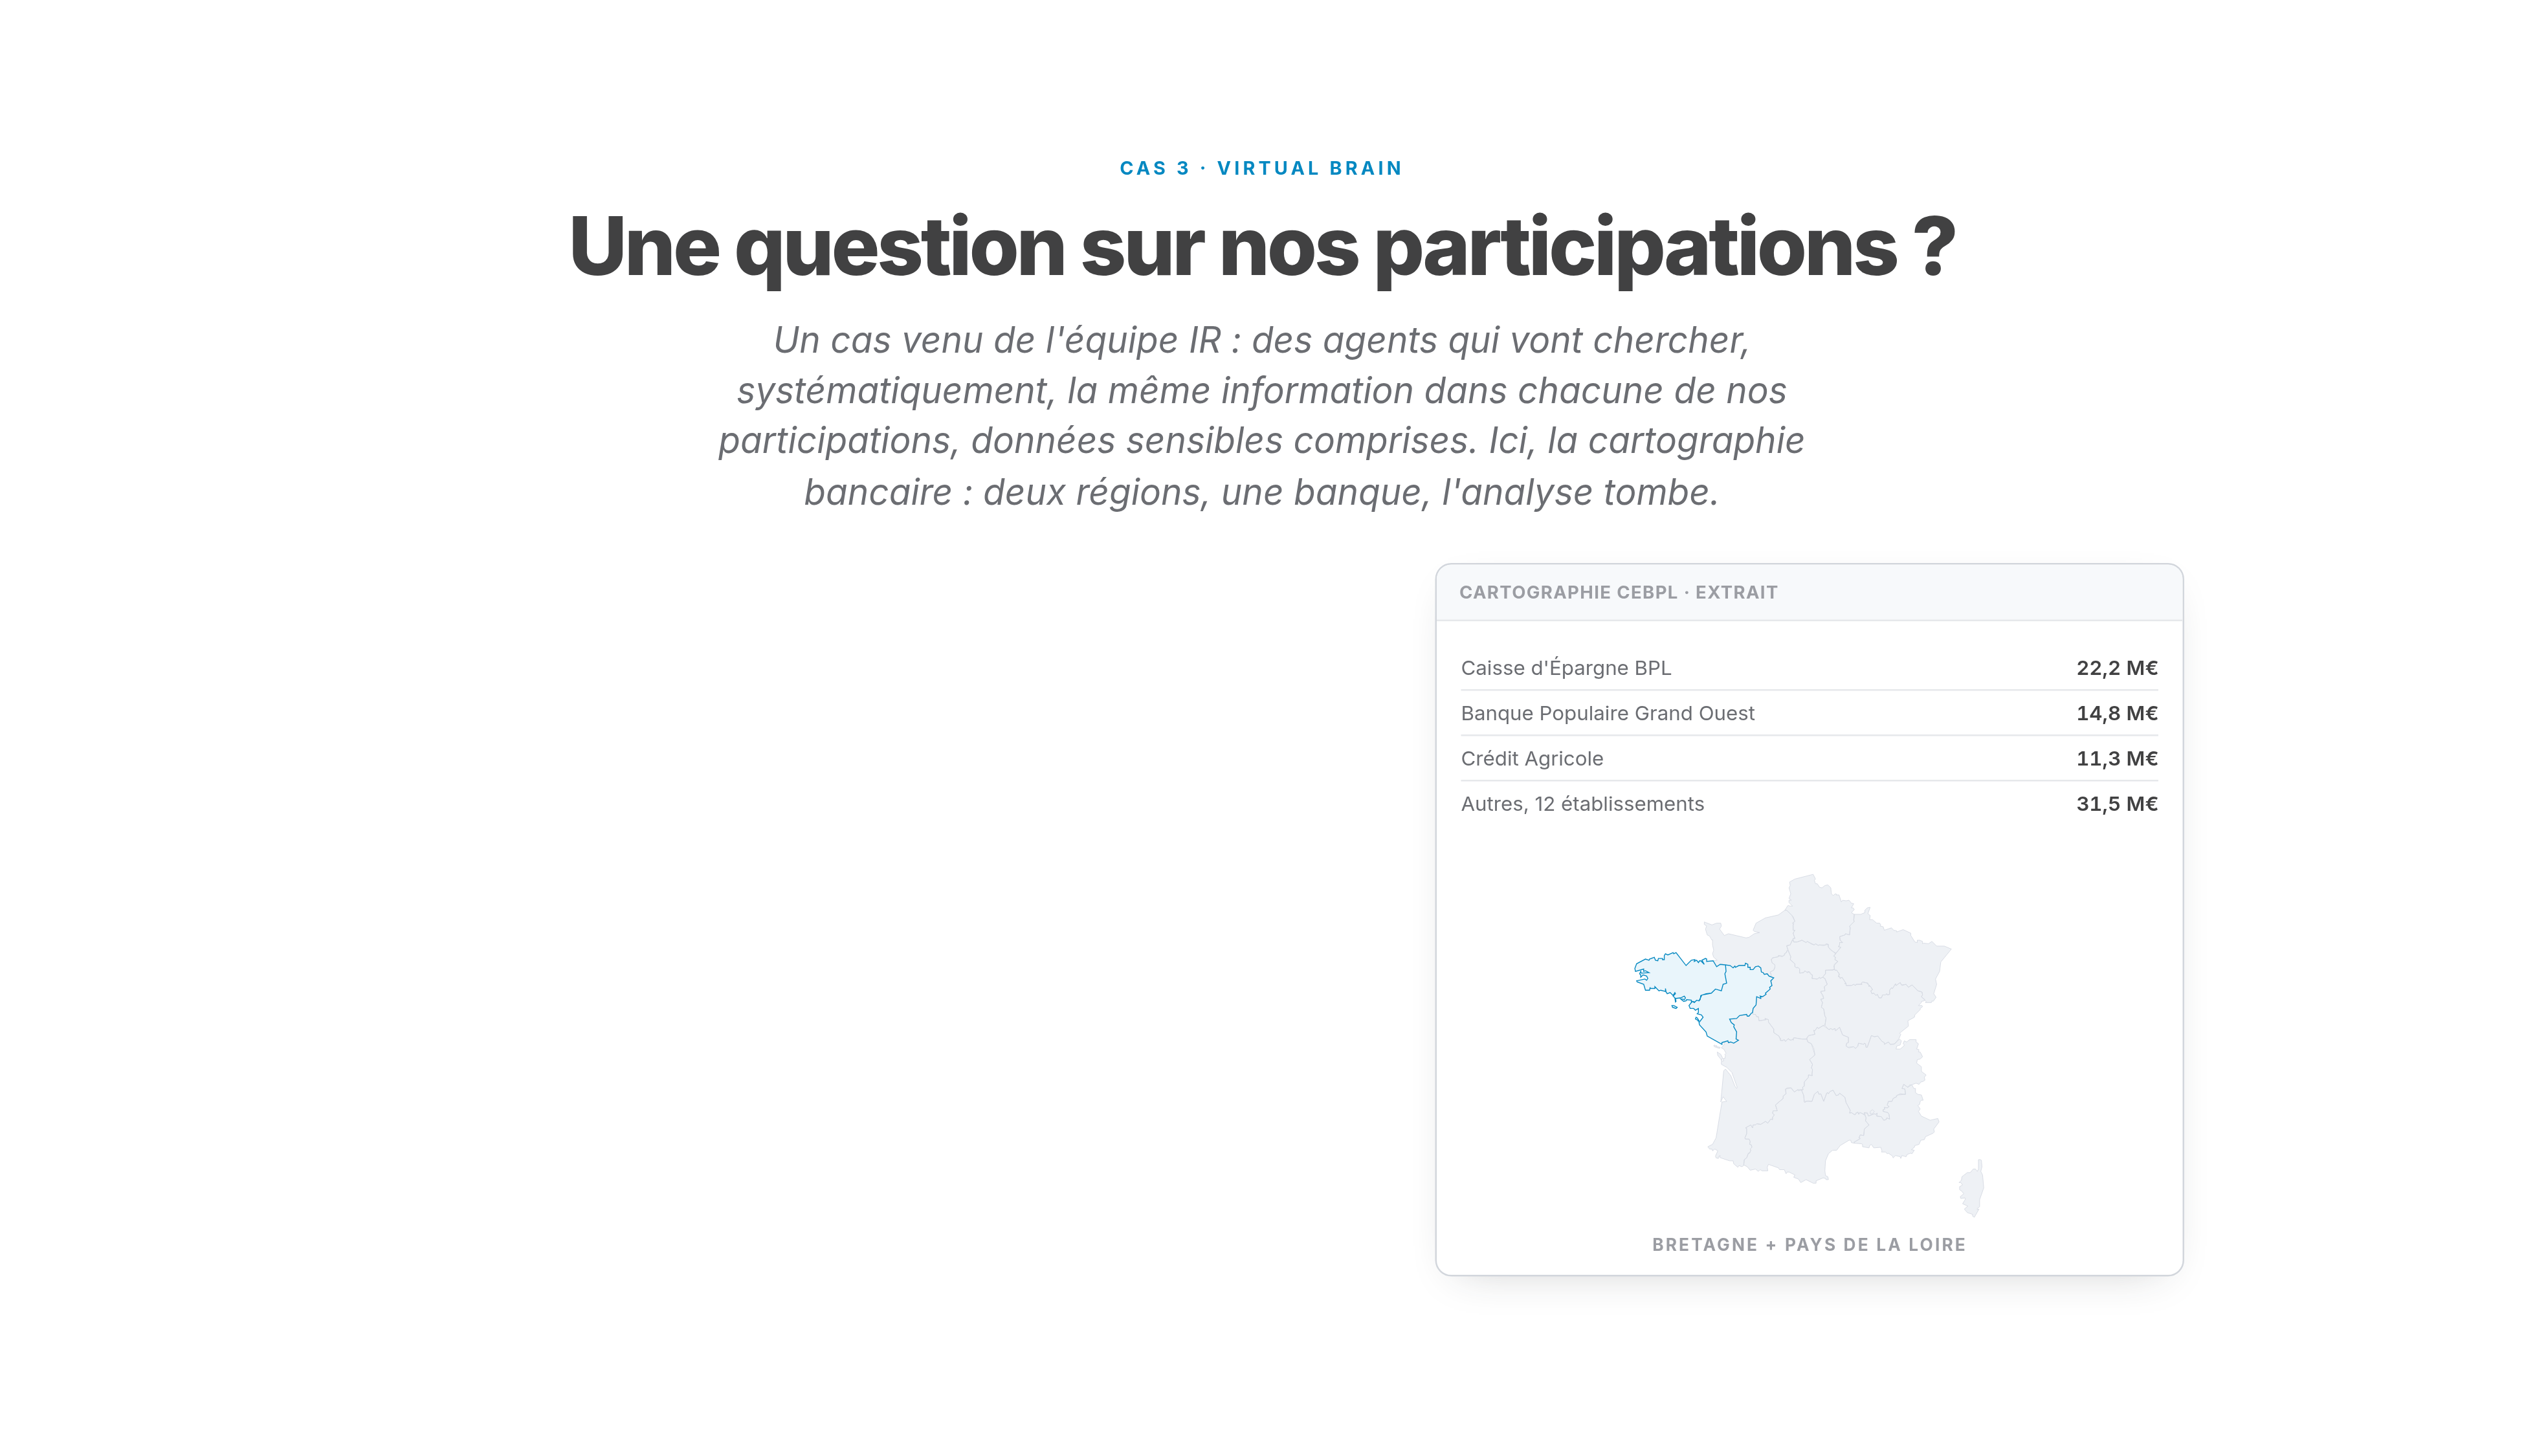 CAS 3 · VIRTUAL BRAIN
Une question sur nos participations ?
Un cas venu de l'équipe IR : des agents qui vont chercher,
systématiquement, la même information dans chacune de nos
participations, données sensibles comprises. Ici, la cartographie
bancaire : deux régions, une banque, l'analyse tombe.
CARTOGRAPHIE CEBPL · EXTRAIT
Caisse d'Épargne BPL 22,2 M€
Banque Populaire Grand Ouest 14,8 M€
Crédit Agricole 11,3 M€
Autres, 12 établissements 31,5 M€
BRETAGNE + PAYS DE LA LOIRE